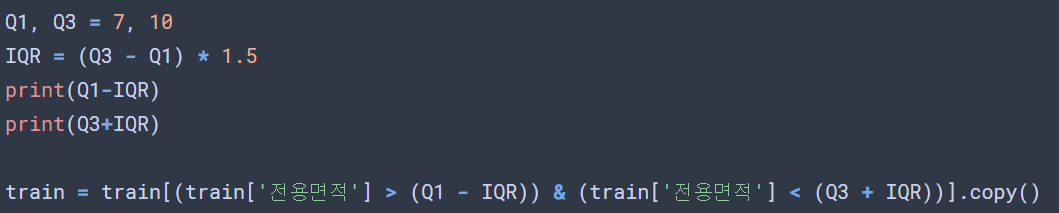 Q1, Q3 = 7, 10
IQR = (Q3 - Q1) * 1.5
print(Q1-IQR)
print(Q3+IQR)
train = train[(train['전용면적'] > (Q1 - IQR)) & (train['전용면적'] < (Q3 + IQR))].copy()